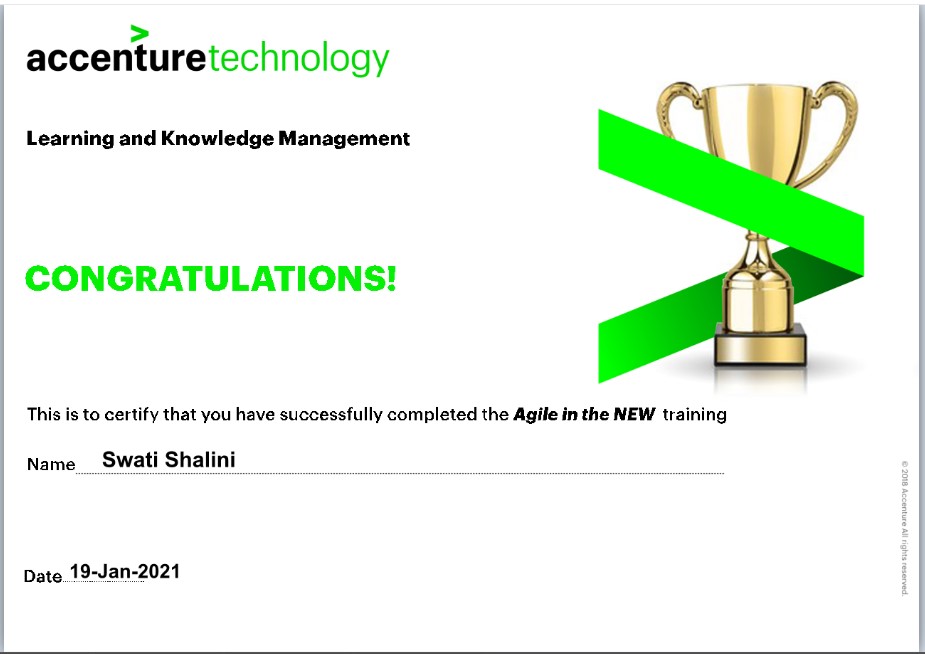 accenturetechnology
Learning and Knowledge Management
CONGRATULATIONS!
This is to certify that you have successfully completed the Agile in the NEW training
Name Swati Shalini
Date 19-Jan-2021
© 2018 Accenture All rights reserved.